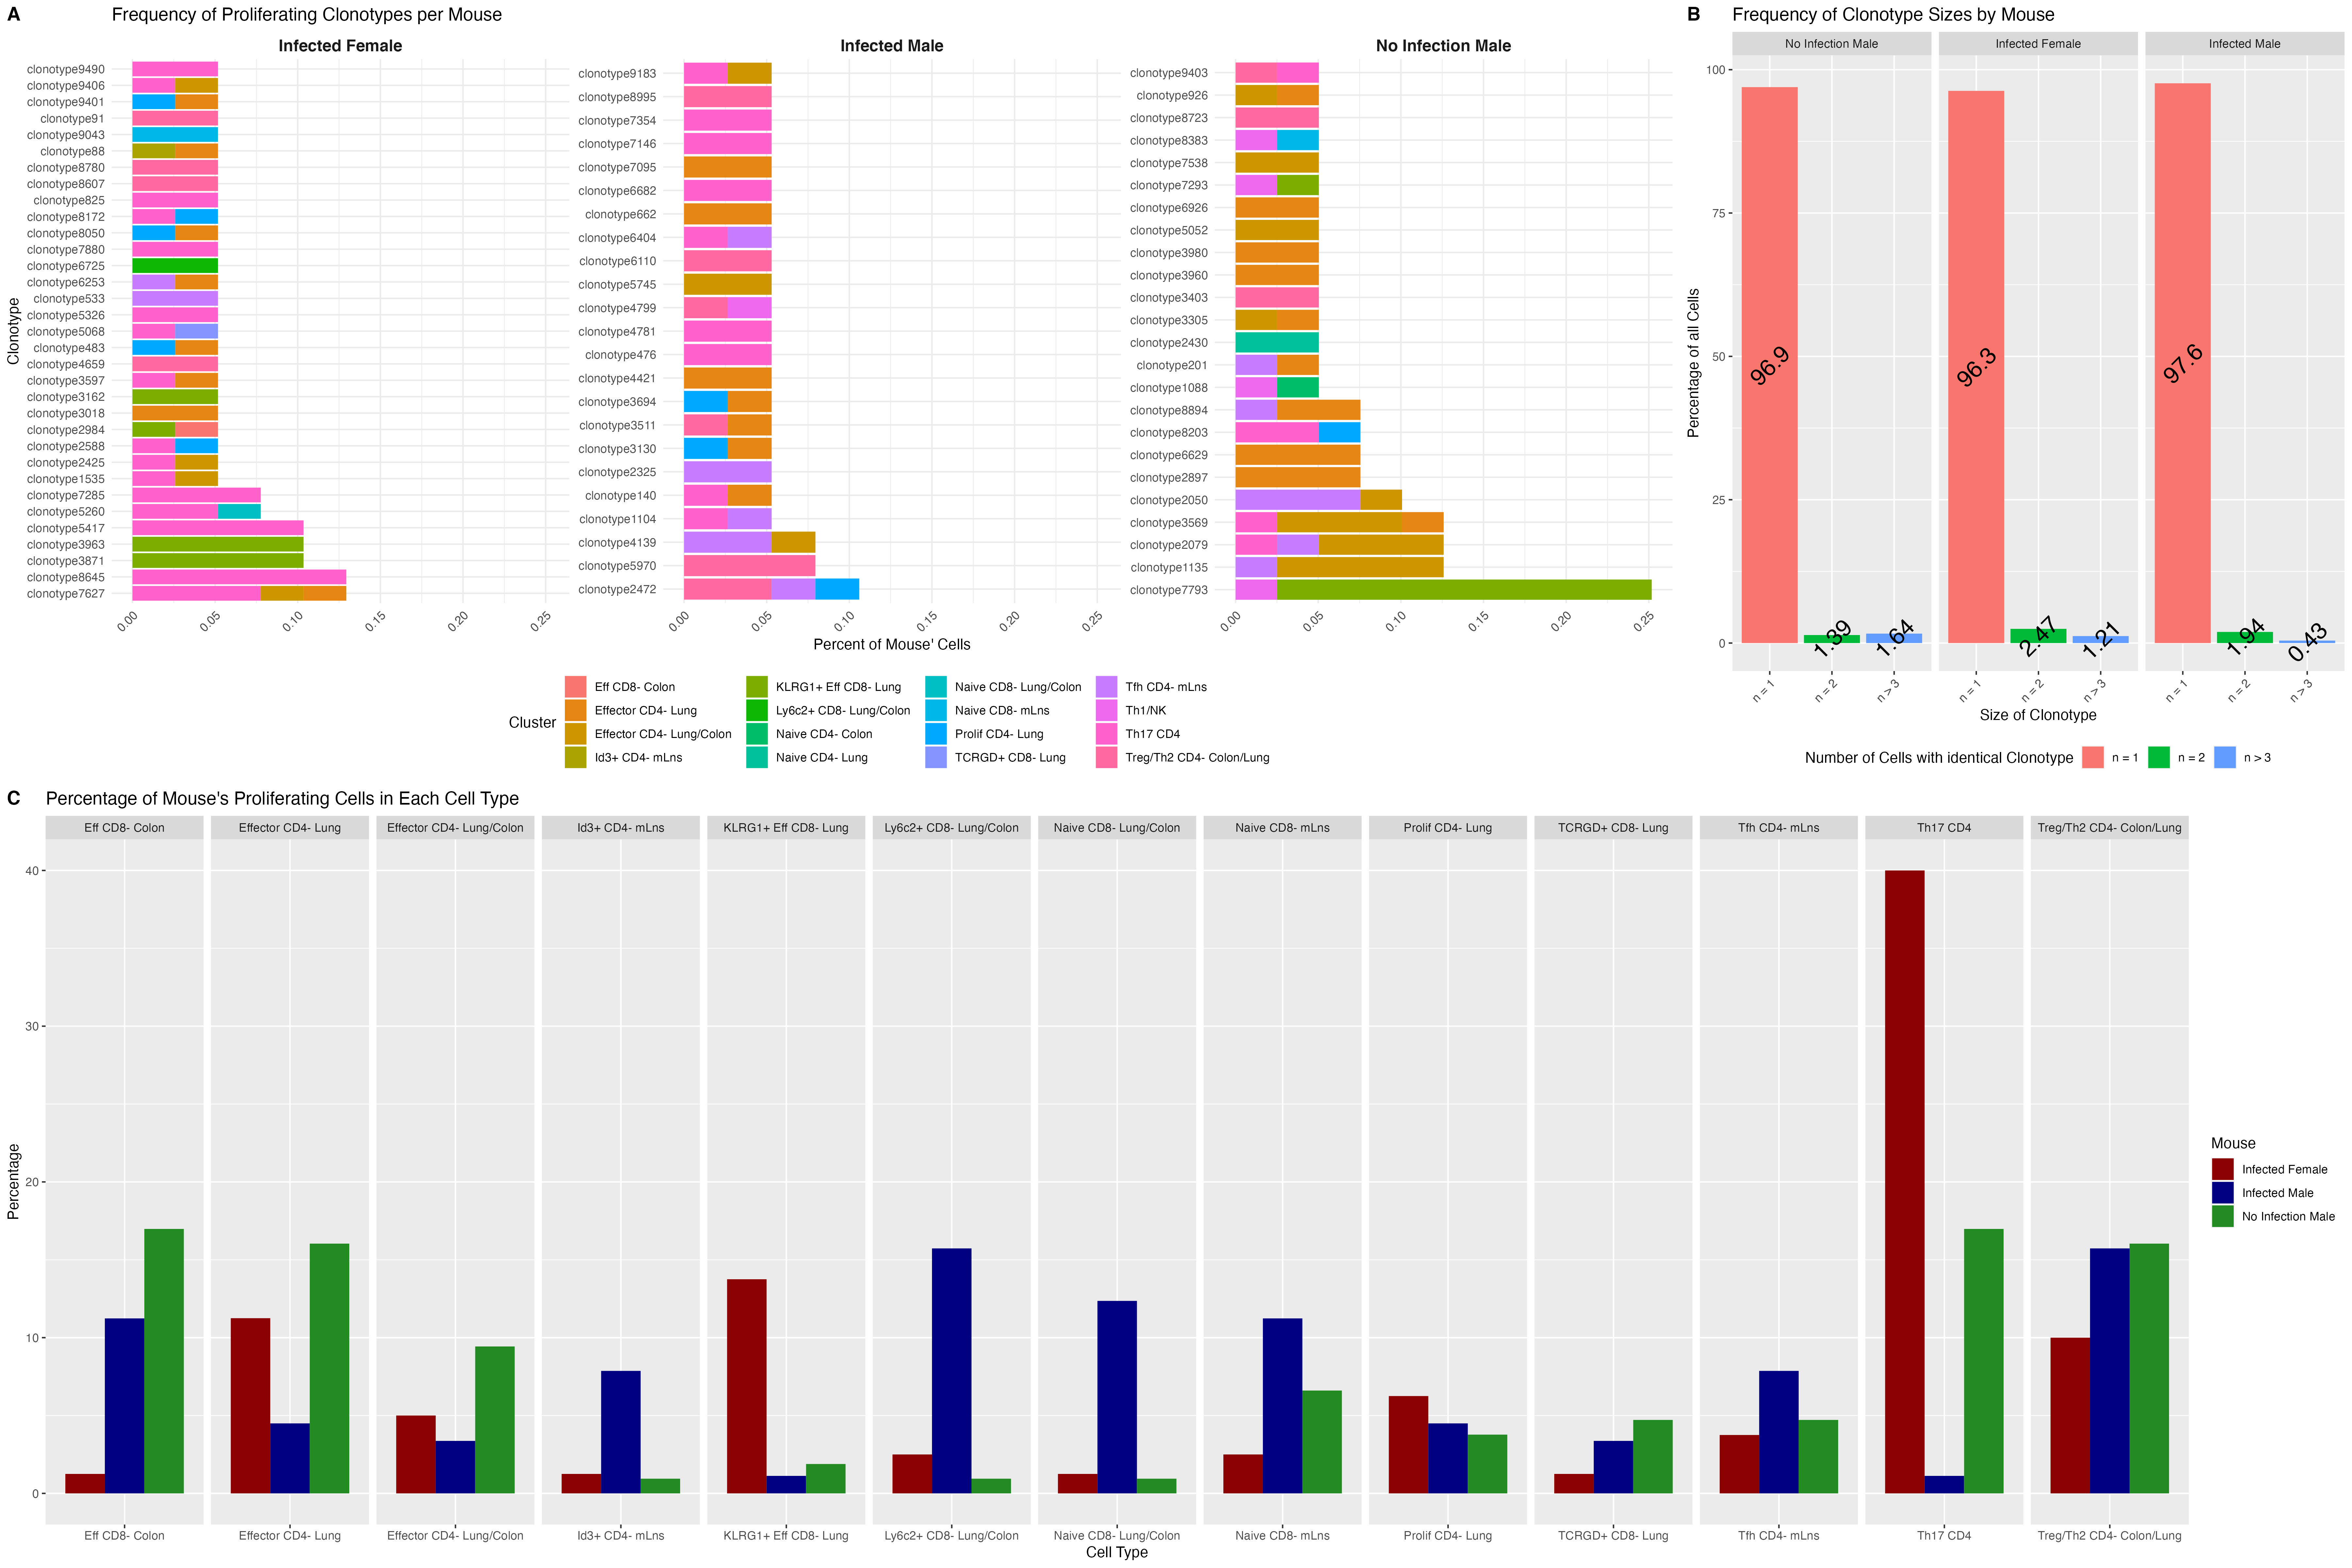 A
Frequency of Proliferating Clonotypes per Mouse
Infected Female
Infected Male
No Infection Male
Clonotype
clonotype9490
clonotype9406
clonotype9401
clonotype91
clonotype9043
clonotype88
clonotype8780
clonotype8607
clonotype825
clonotype8172
clonotype8050
clonotype7880
clonotype6725
clonotype6253
clonotype533
clonotype5326
clonotype5068
clonotype483
clonotype4659
clonotype3597
clonotype3162
clonotype3018
clonotype2984
clonotype2588
clonotype2425
clonotype1535
clonotype7285
clonotype5260
clonotype5417
clonotype3963
clonotype3871
clonotype8645
clonotype7627
0.00 0.05 0.10 0.15 0.20 0.25
clonotype9183
clonotype8995
clonotype7354
clonotype7146
clonotype7095
clonotype6682
clonotype662
clonotype6404
clonotype6110
clonotype5745
clonotype4799
clonotype4781
clonotype476
clonotype4421
clonotype3694
clonotype3511
clonotype3130
clonotype2325
clonotype140
clonotype1104
clonotype4139
clonotype5970
clonotype2472
0.00 0.05 0.10 0.15 0.20 0.25
clonotype9403
clonotype926
clonotype8723
clonotype8383
clonotype7538
clonotype7293
clonotype6926
clonotype5052
clonotype3980
clonotype3960
clonotype3403
clonotype3305
clonotype2430
clonotype201
clonotype1088
clonotype8894
clonotype8203
clonotype6629
clonotype2897
clonotype2050
clonotype3569
clonotype2079
clonotype1135
clonotype7793
0.00 0.05 0.10 0.15 0.20 0.25
Percent of Mouse' Cells
Cluster
Eff CD8- Colon
Effector CD4- Lung
Effector CD4- Lung/Colon
Id3+ CD4- mLns
KLRG1+ Eff CD8- Lung
Ly6c2+ CD8- Lung/Colon
Naive CD4- Colon
Naive CD4- Lung
Naive CD8- Lung/Colon
Naive CD8- mLns
Prolif CD4- Lung
TCRGD+ CD8- Lung
Tfh CD4- mLns
Th1/NK
Th17 CD4
Treg/Th2 CD4- Colon/Lung
B
Frequency of Clonotype Sizes by Mouse
No Infection Male
Infected Female
Infected Male
Percentage of all Cells
100
75
50
25
0
96.9
1.39
1.64
96.3
2.47
1.21
97.6
1.94
0.43
n = 1 n = 2 n > 3
n = 1 n = 2 n > 3
n = 1 n = 2 n > 3
Size of Clonotype
Number of Cells with identical Clonotype n = 1 n = 2 n > 3
C
Percentage of Mouse's Proliferating Cells in Each Cell Type
Eff CD8- Colon
Effector CD4- Lung
Effector CD4- Lung/Colon
Id3+ CD4- mLns
KLRG1+ Eff CD8- Lung
Ly6c2+ CD8- Lung/Colon
Naive CD8- Lung/Colon
Naive CD8- mLns
Prolif CD4- Lung
TCRGD+ CD8- Lung
Tfh CD4- mLns
Th17 CD4
Treg/Th2 CD4- Colon/Lung
Percentage
40
30
20
10
0
Eff CD8- Colon
Effector CD4- Lung
Effector CD4- Lung/Colon
Id3+ CD4- mLns
KLRG1+ Eff CD8- Lung
Ly6c2+ CD8- Lung/Colon
Naive CD8- Lung/Colon
Naive CD8- mLns
Prolif CD4- Lung
TCRGD+ CD8- Lung
Tfh CD4- mLns
Th17 CD4
Treg/Th2 CD4- Colon/Lung
Cell Type
Mouse
Infected Female
Infected Male
No Infection Male